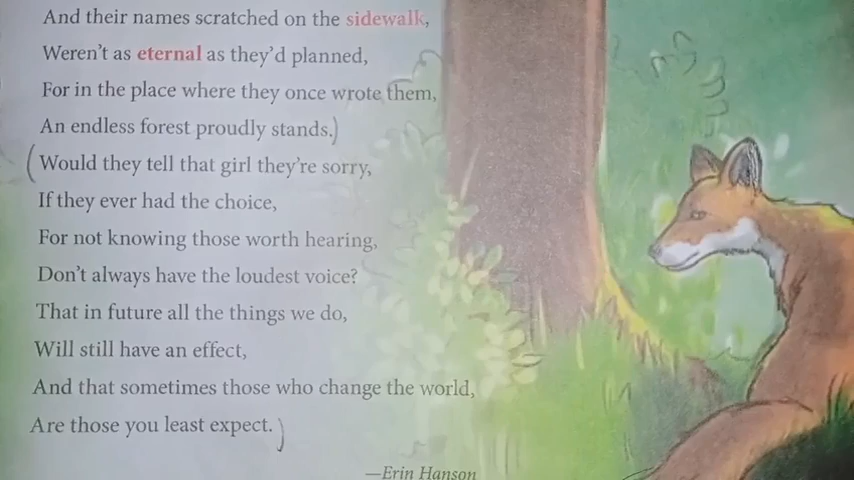 And their names scratched on the sidewalk,
Weren't as eternal as they'd planned,
For in the place where they once wrote them,
An endless forest proudly stands.)
(Would they tell that girl they're sorry,
If they ever had the choice,
For not knowing those worth hearing,
Don't always have the loudest voice?
That in future all the things we do,
Will still have an effect,
And that sometimes those who change the world,
Are those you least expect.)
—Erin Hanson